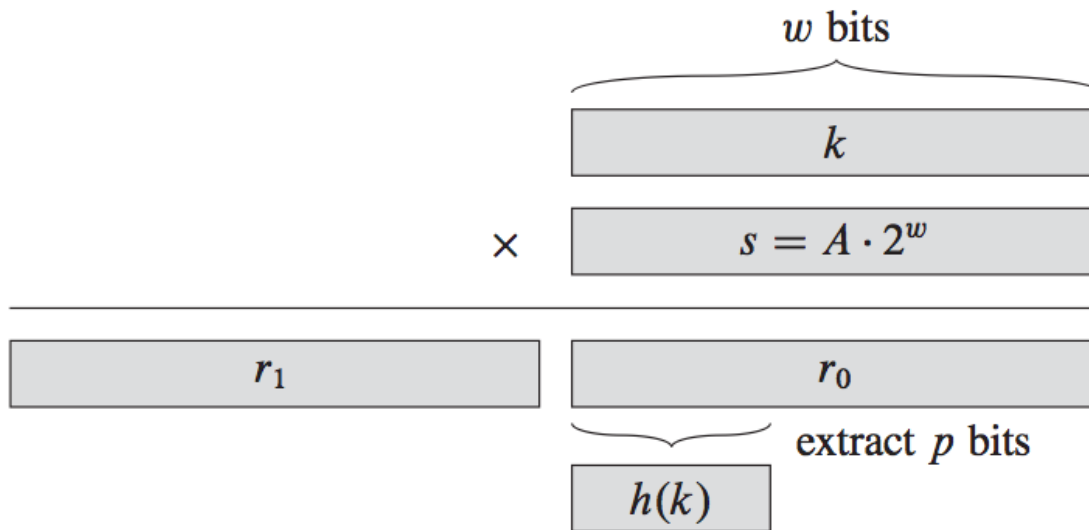 w bits
k
× s = A · 2^w
r₁ r₀
extract p bits
h(k)